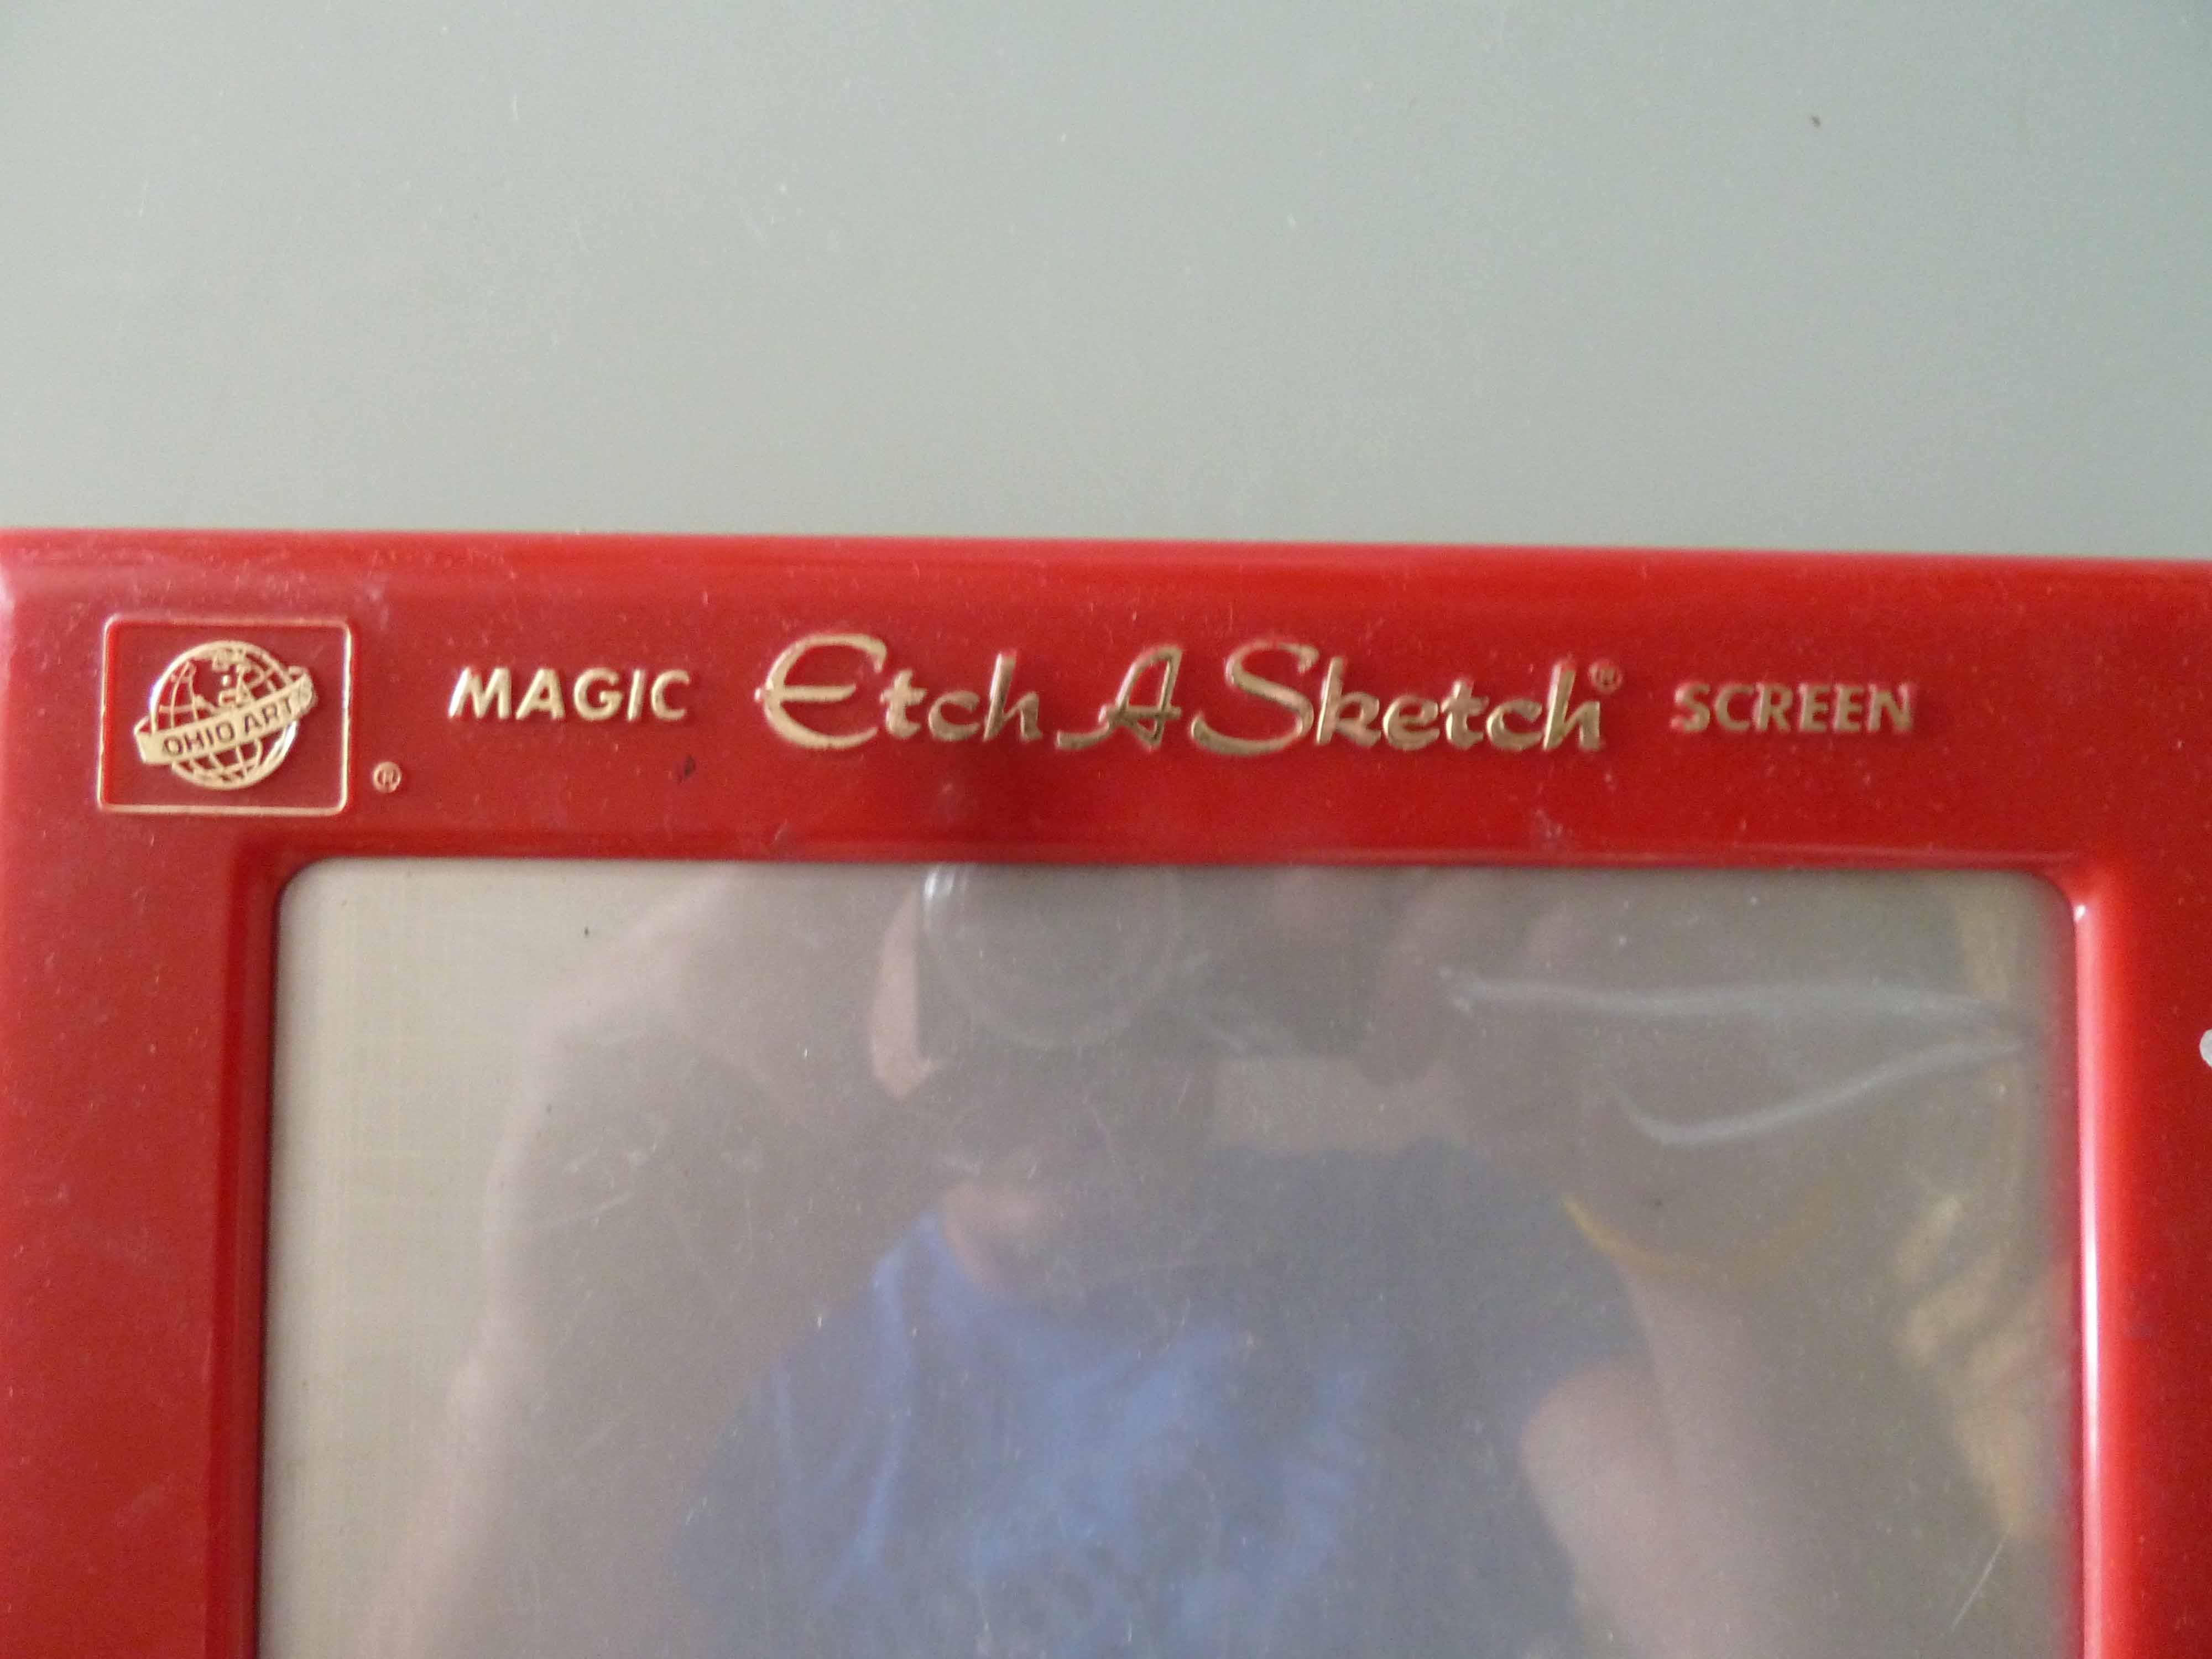 OHIO ART ®
MAGIC Etch A Sketch® SCREEN